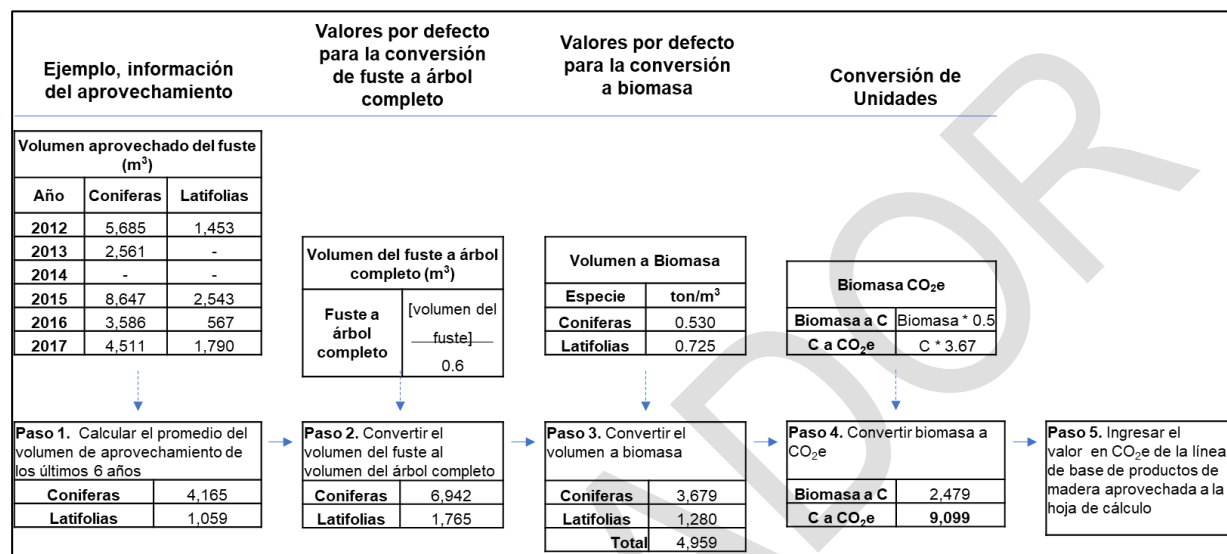 Ejemplo, información
del aprovechamiento
Valores por defecto
para la conversión
de fuste a árbol
completo
Valores por defecto
para la conversión
a biomasa
Conversión de
Unidades
Volumen aprovechado del fuste
(m³)
Año Coniferas Latifolias
2012 5,685 1,453
2013 2,561 -
2014 - -
2015 8,647 2,543
2016 3,586 567
2017 4,511 1,790
Volumen del fuste a árbol
completo (m³)
Fuste a
árbol
completo
[volumen del
fuste]
0.6
Volumen a Biomasa
Especie ton/m³
Coniferas 0.530
Latifolias 0.725
Biomasa CO₂e
Biomasa a C Biomasa * 0.5
C a CO₂e C * 3.67
Paso 1. Calcular el promedio del
volumen de aprovechamiento de
los últimos 6 años
Coniferas 4,165
Latifolias 1,059
Paso 2. Convertir el
volumen del fuste al
volumen del árbol completo
Coniferas 6,942
Latifolias 1,765
Paso 3. Convertir el
volumen a biomasa
Coniferas 3,679
Latifolias 1,280
Total 4,959
Paso 4. Convertir biomasa a
CO₂e
Biomasa a C 2,479
C a CO₂e 9,099
Paso 5. Ingresar el
valor en CO₂e de la línea
de base de productos de
madera aprovechada a la
hoja de cálculo
ADOR